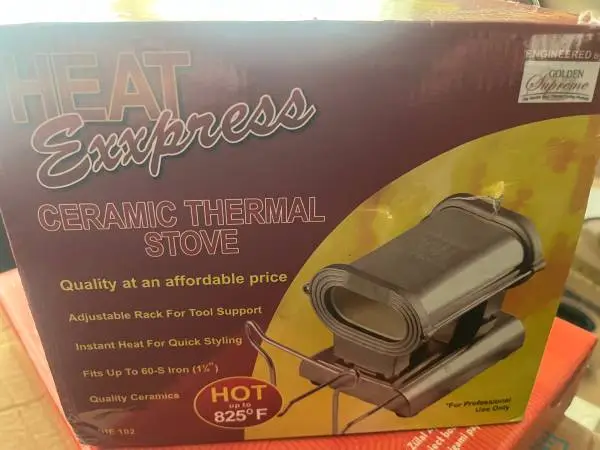 HEAT
Exxpress
ENGINEERED
GOLDEN
Supreme
CERAMIC THERMAL
STOVE
Quality at an affordable price
Adjustable Rack For Tool Support
Instant Heat For Quick Styling
Fits Up To 60-S Iron (1¼")
Quality Ceramics
HOT
up to
825°F
*For Professional
Use Only
182